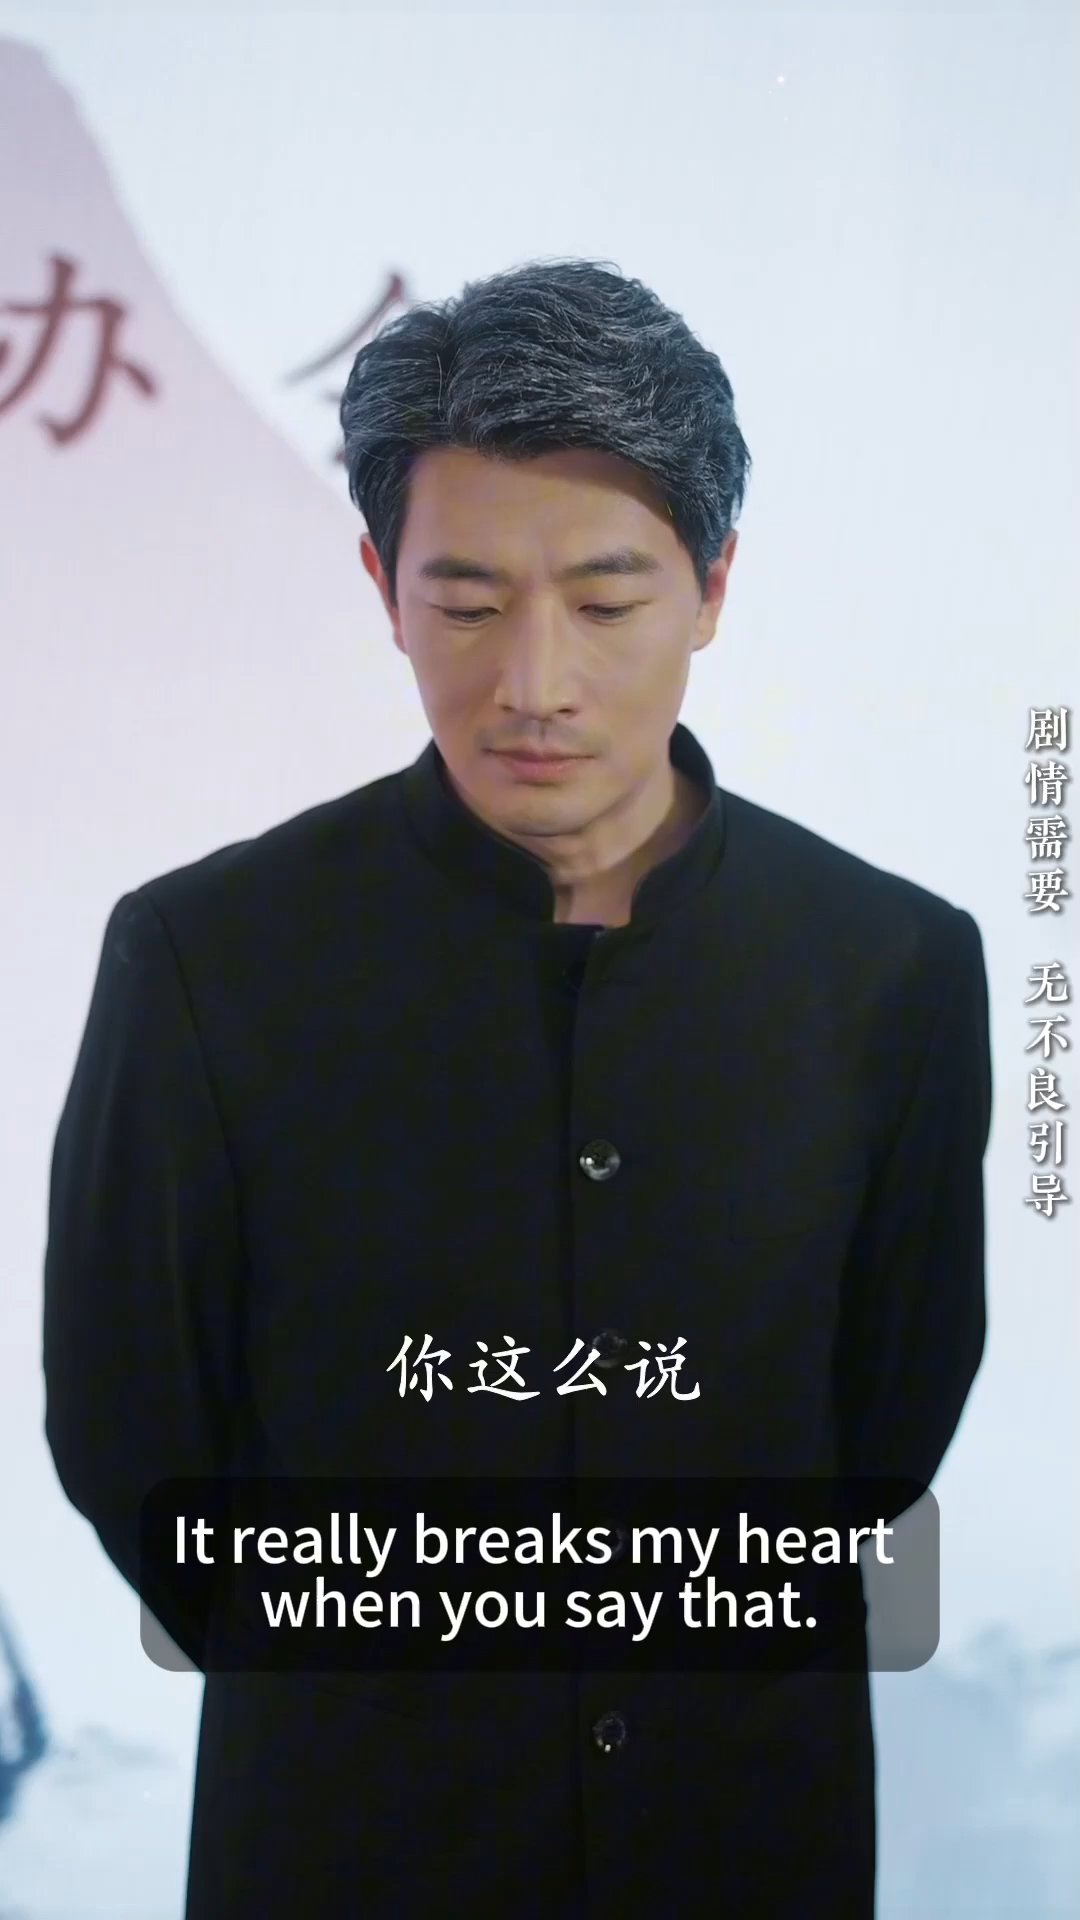 办
剧情需要 无不良引导
你这么说
It really breaks my heart
when you say that.